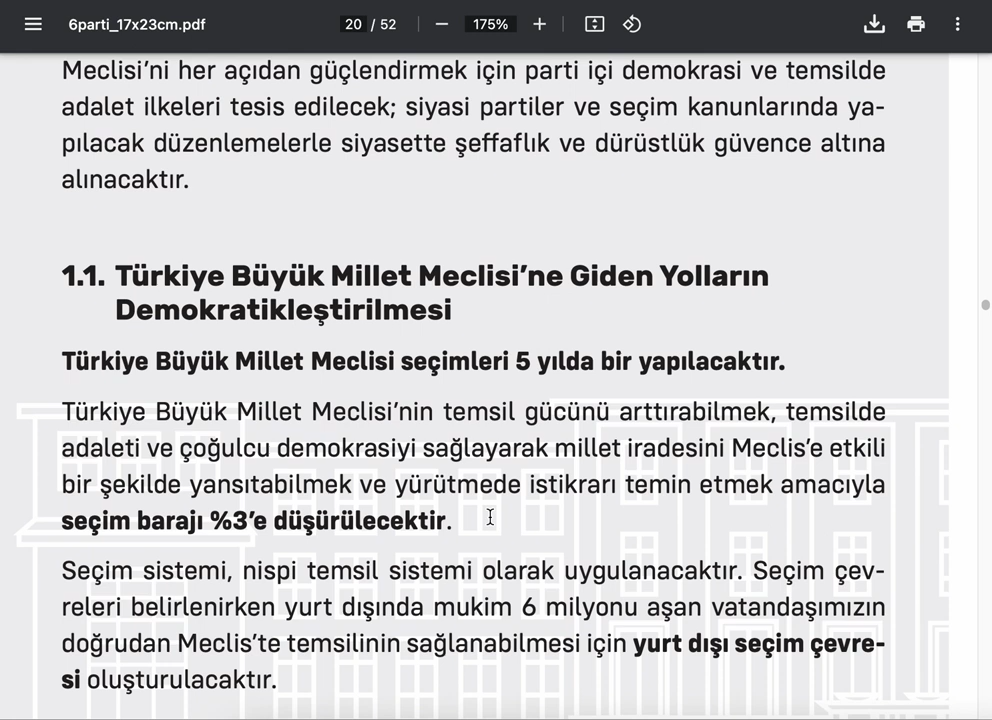 6parti_17x23cm.pdf
20 / 52
175%
Meclisi’ni her açıdan güçlendirmek için parti içi demokrasi ve temsilde
adalet ilkeleri tesis edilecek; siyasi partiler ve seçim kanunlarında ya-
pılacak düzenlemelerle siyasette şeffaflık ve dürüstlük güvence altına
alınacaktır.
1.1. Türkiye Büyük Millet Meclisi’ne Giden Yolların
Demokratikleştirilmesi
Türkiye Büyük Millet Meclisi seçimleri 5 yılda bir yapılacaktır.
Türkiye Büyük Millet Meclisi’nin temsil gücünü arttırabilmek, temsilde
adaleti ve çoğulcu demokrasiyi sağlayarak millet iradesini Meclis’e etkili
bir şekilde yansıtabilmek ve yürütmede istikrarı temin etmek amacıyla
seçim barajı %3’e düşürülecektir.
Seçim sistemi, nispi temsil sistemi olarak uygulanacaktır. Seçim çev-
releri belirlenirken yurt dışında mukim 6 milyonu aşan vatandaşımızın
doğrudan Meclis’te temsilinin sağlanabilmesi için yurt dışı seçim çevre-
si oluşturulacaktır.